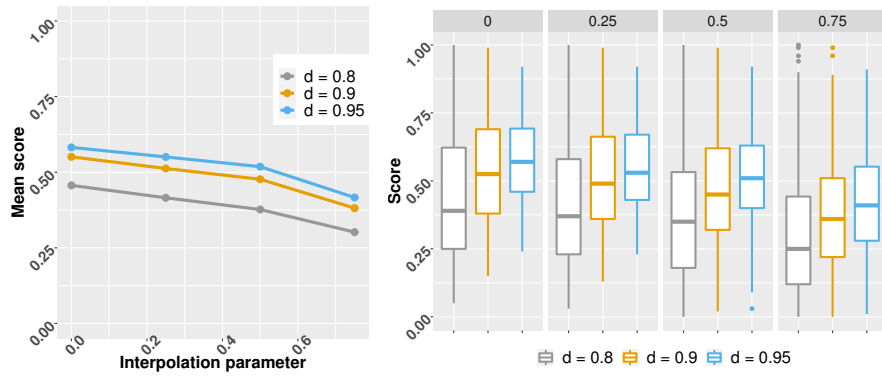 Mean score
1.00
0.75
0.50
0.25
0.00
d = 0.8
d = 0.9
d = 0.95
0.0
0.2
0.4
0.6
Interpolation parameter
0
0.25
0.5
0.75
Score
1.00
0.75
0.50
0.25
0.00
d = 0.8 d = 0.9 d = 0.95